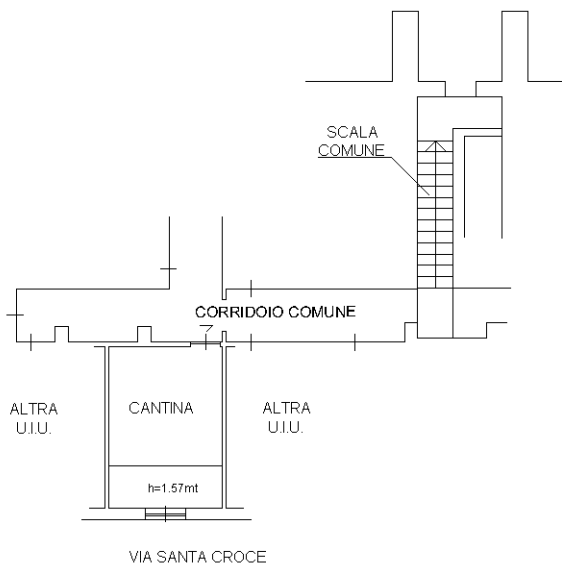 SCALA
COMUNE
CORRIDOIO COMUNE
ALTRA
U.I.U.
CANTINA
ALTRA
U.I.U.
h=1.57mt
VIA SANTA CROCE